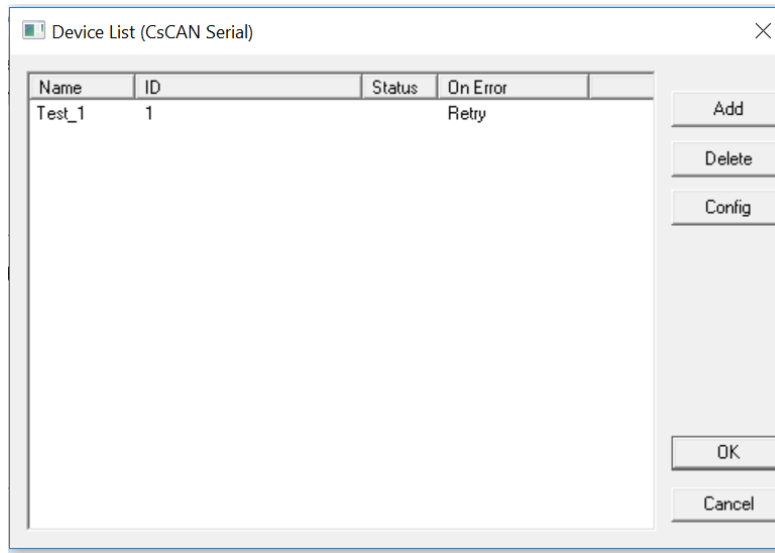 Device List (CsCAN Serial)
Name ID Status On Error
Test_1 1 Retry
Add
Delete
Config
OK
Cancel